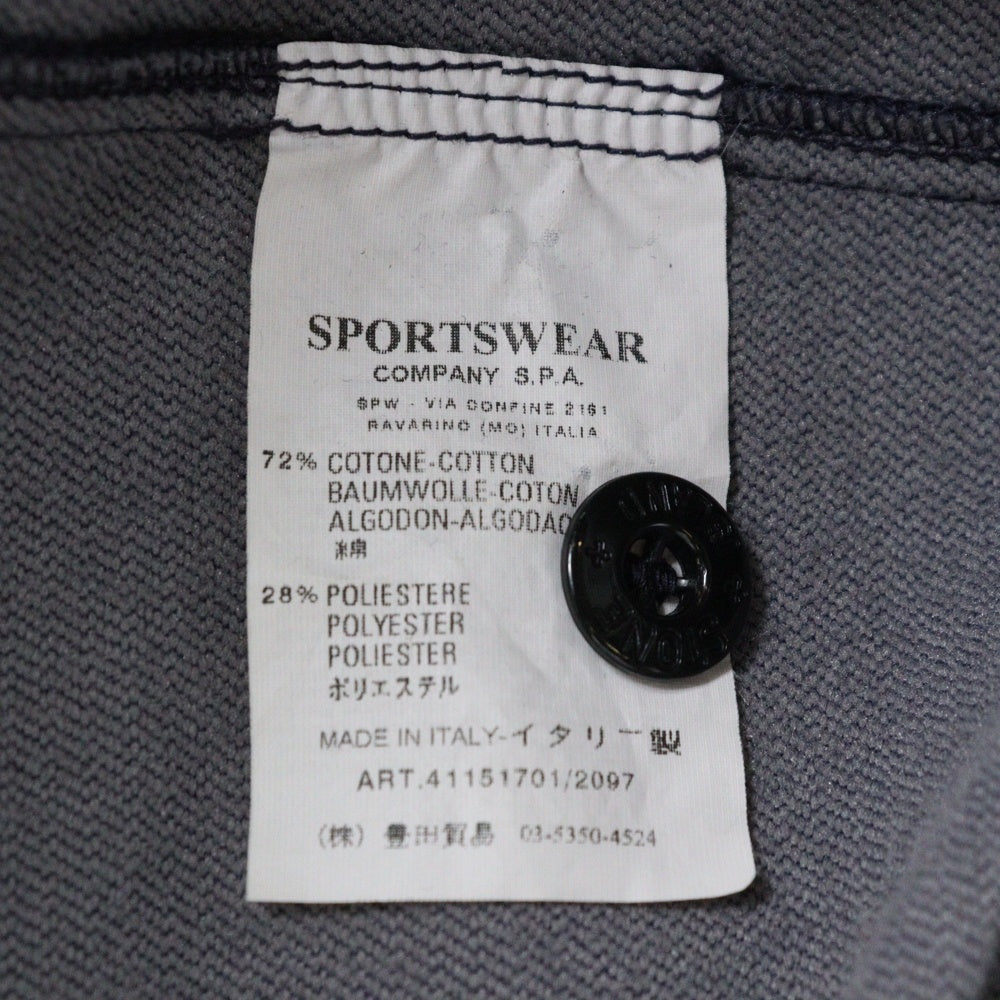 SPORTSWEAR
COMPANY S.P.A.
SPW - VIA CONFINE 2161
RAVARINO (MO) ITALIA
72% COTONE-COTTON
BAUMWOLLE-COTON
ALGODON-ALGODAO
綿
28% POLIESTERE
POLYESTER
POLIESTER
ポリエステル
MADE IN ITALY-イタリー製
ART.41151701/2097
(株) 豊田貿易 03-5350-4524
STONE